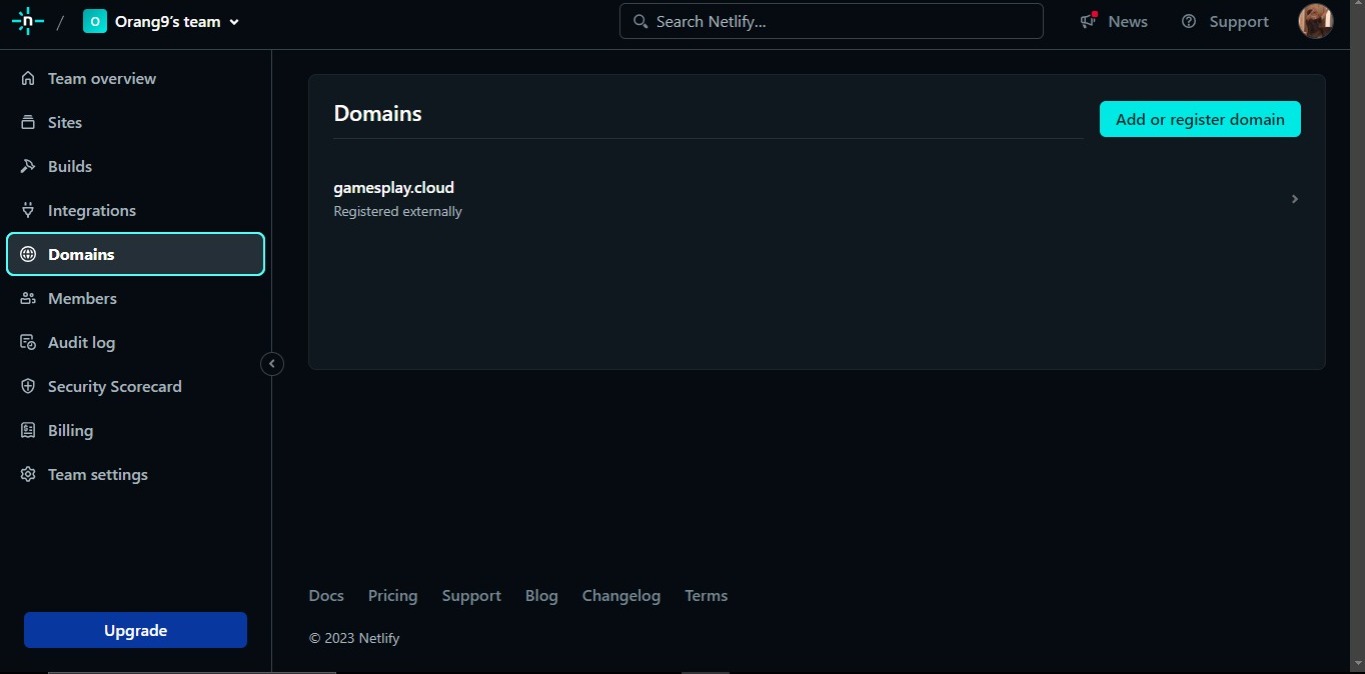 n / O Orang9's team
Search Netlify...
News
Support
Team overview
Sites
Builds
Integrations
Domains
Members
Audit log
Security Scorecard
Billing
Team settings
Upgrade
Domains
Add or register domain
gamesplay.cloud
Registered externally
Docs Pricing Support Blog Changelog Terms
© 2023 Netlify